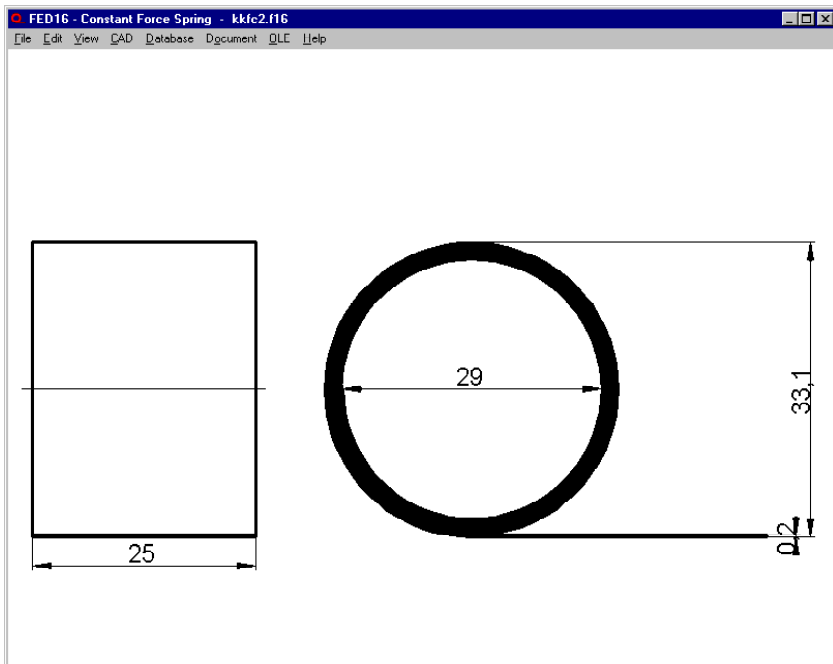 FED16 - Constant Force Spring - kkfc2.f16
File Edit View CAD Database Document OLE Help
29
33,1
0,2
25